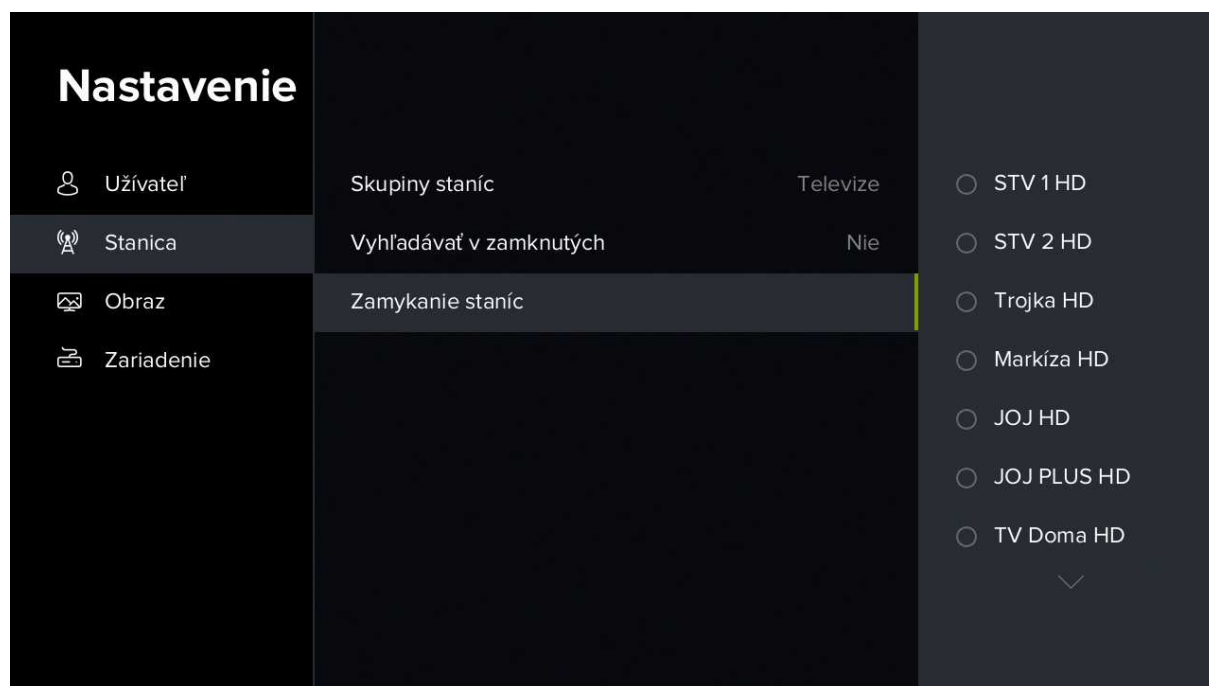 Nastavenie
Užívateľ
Stanica
Obraz
Zariadenie
Skupiny staníc Televize
Vyhľadávať v zamknutých Nie
Zamykanie staníc
STV 1 HD
STV 2 HD
Trojka HD
Markíza HD
JOJ HD
JOJ PLUS HD
TV Doma HD